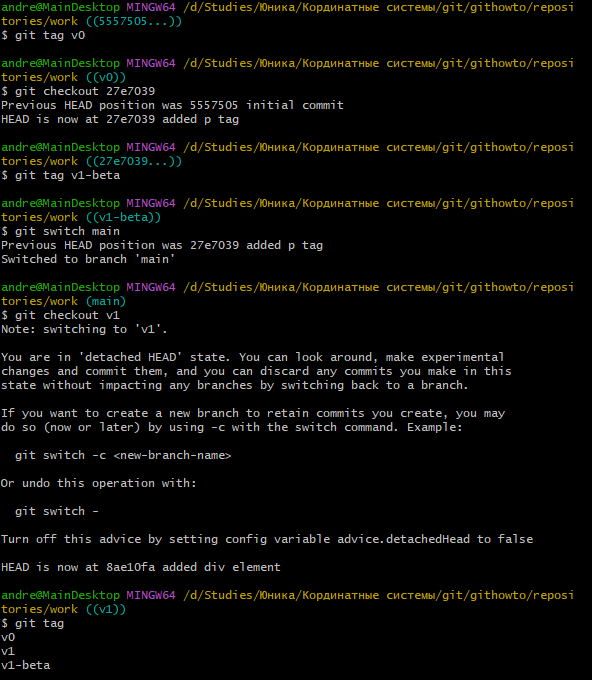 andre@MainDesktop MINGW64 /d/Studies/Юника/Кординатные системы/git/githowto/reposi
tories/work ((5557505...))
$ git tag v0
andre@MainDesktop MINGW64 /d/Studies/Юника/Кординатные системы/git/githowto/reposi
tories/work ((v0))
$ git checkout 27e7039
Previous HEAD position was 5557505 initial commit
HEAD is now at 27e7039 added p tag
andre@MainDesktop MINGW64 /d/Studies/Юника/Кординатные системы/git/githowto/reposi
tories/work ((27e7039...))
$ git tag v1-beta
andre@MainDesktop MINGW64 /d/Studies/Юника/Кординатные системы/git/githowto/reposi
tories/work ((v1-beta))
$ git switch main
Previous HEAD position was 27e7039 added p tag
Switched to branch 'main'
andre@MainDesktop MINGW64 /d/Studies/Юника/Кординатные системы/git/githowto/reposi
tories/work (main)
$ git checkout v1
Note: switching to 'v1'.
You are in 'detached HEAD' state. You can look around, make experimental
changes and commit them, and you can discard any commits you make in this
state without impacting any branches by switching back to a branch.
If you want to create a new branch to retain commits you create, you may
do so (now or later) by using -c with the switch command. Example:
git switch -c <new-branch-name>
Or undo this operation with:
git switch -
Turn off this advice by setting config variable advice.detachedHead to false
HEAD is now at 8ae10fa added div element
andre@MainDesktop MINGW64 /d/Studies/Юника/Кординатные системы/git/githowto/reposi
tories/work ((v1))
$ git tag
v0
v1
v1-beta